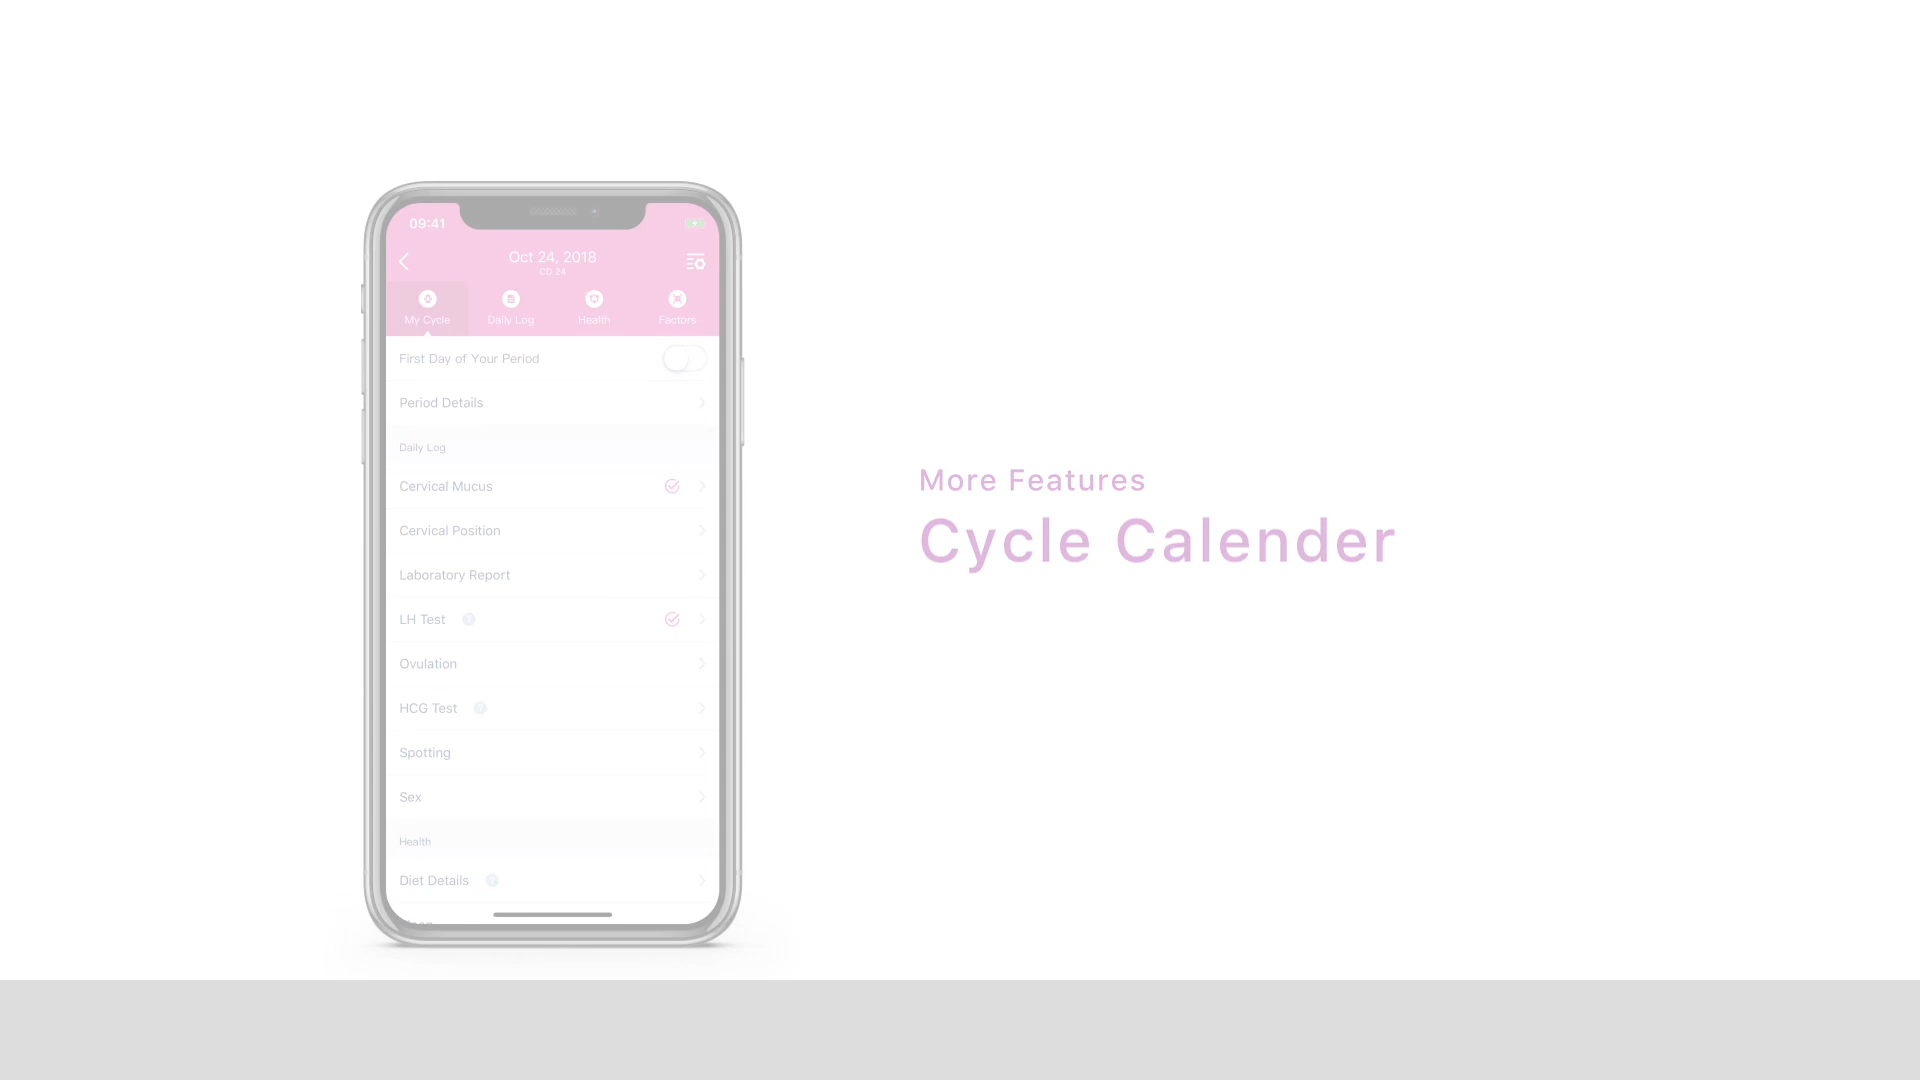 09:41
Oct 24, 2018
CD 24
My Cycle
Daily Log
Health
Factors
First Day of Your Period
Period Details
Daily Log
Cervical Mucus
Cervical Position
Laboratory Report
LH Test
Ovulation
HCG Test
Spotting
Sex
Health
Diet Details
More Features
Cycle Calender